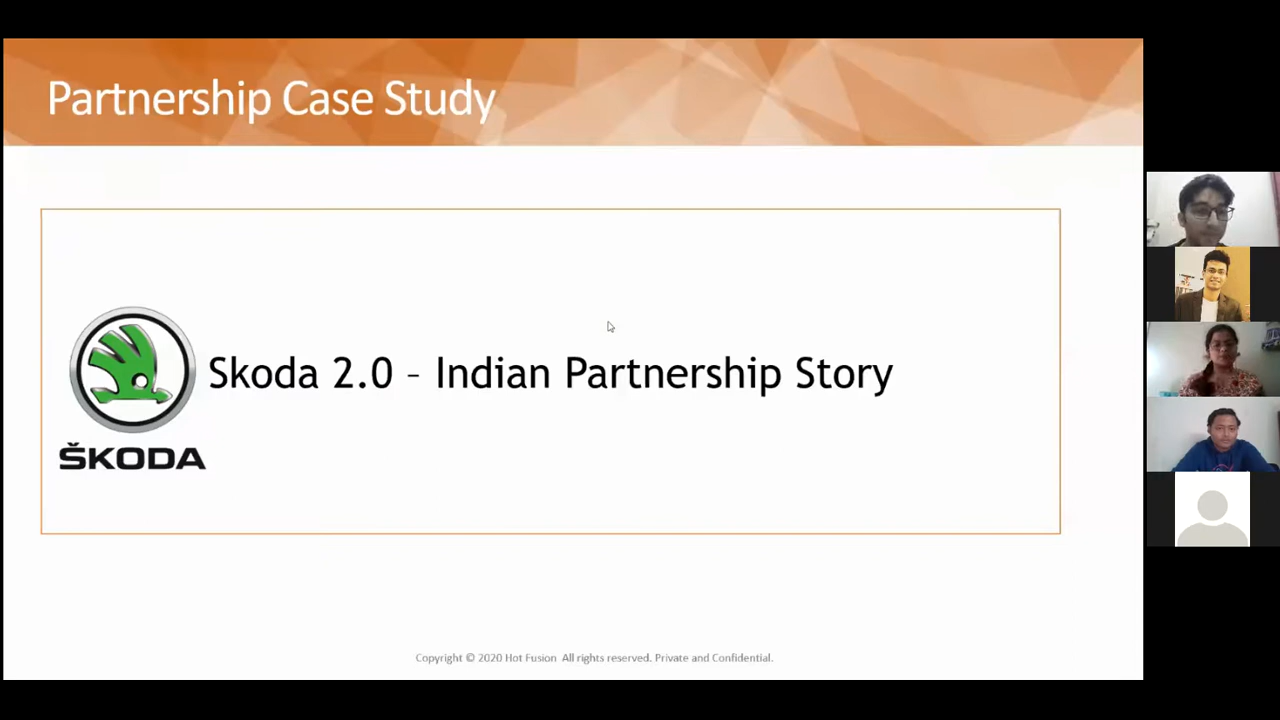 Partnership Case Study
Skoda 2.0 – Indian Partnership Story
ŠKODA
Copyright © 2020 Hot Fusion All rights reserved. Private and Confidential.